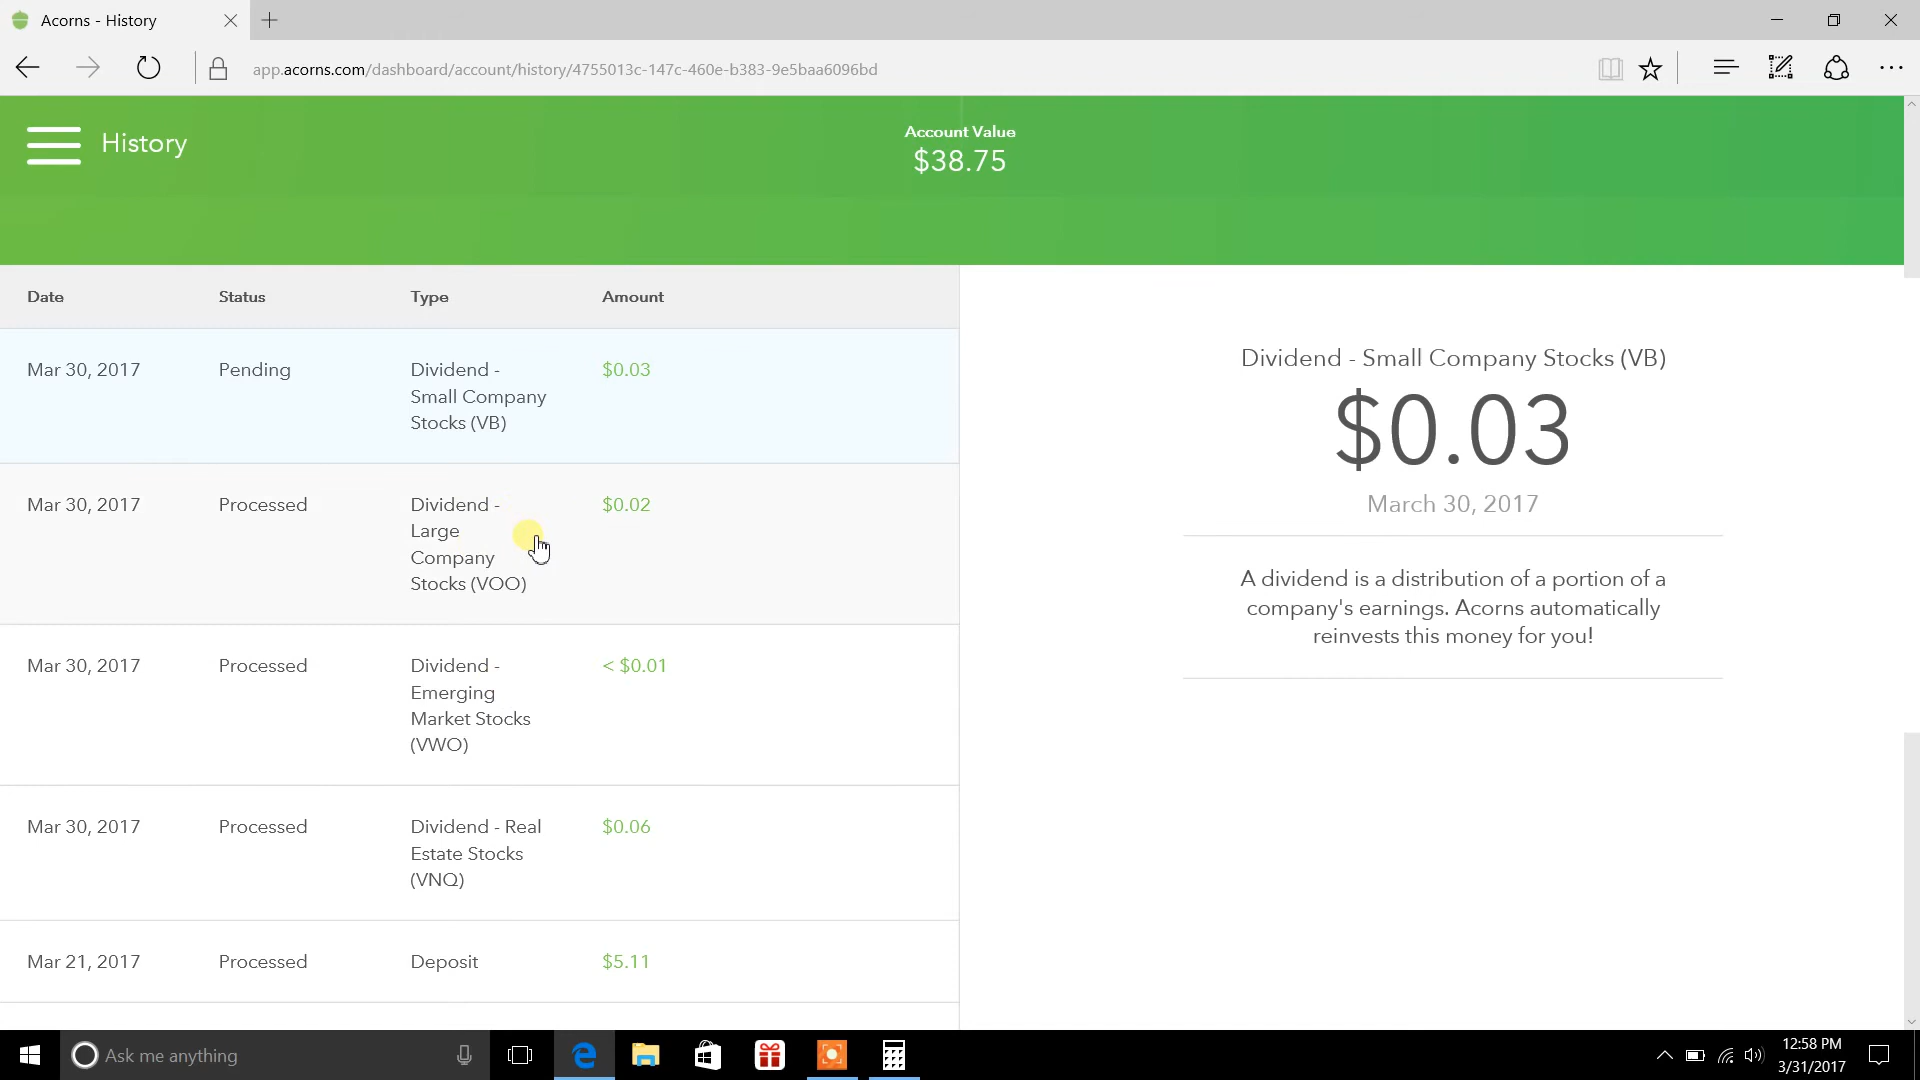 Acorns - History
app.acorns.com/dashboard/account/history/4755013c-147c-460e-b383-9e5baa6096bd
History
Account Value
$38.75
Date Status Type Amount
Mar 30, 2017 Pending Dividend - $0.03
Small Company
Stocks (VB)
Mar 30, 2017 Processed Dividend - $0.02
Large
Company
Stocks (VOO)
Mar 30, 2017 Processed Dividend - < $0.01
Emerging
Market Stocks
(VWO)
Mar 30, 2017 Processed Dividend - Real $0.06
Estate Stocks
(VNQ)
Mar 21, 2017 Processed Deposit $5.11
Dividend - Small Company Stocks (VB)
$0.03
March 30, 2017
A dividend is a distribution of a portion of a
company's earnings. Acorns automatically
reinvests this money for you!
Ask me anything
12:58 PM
3/31/2017